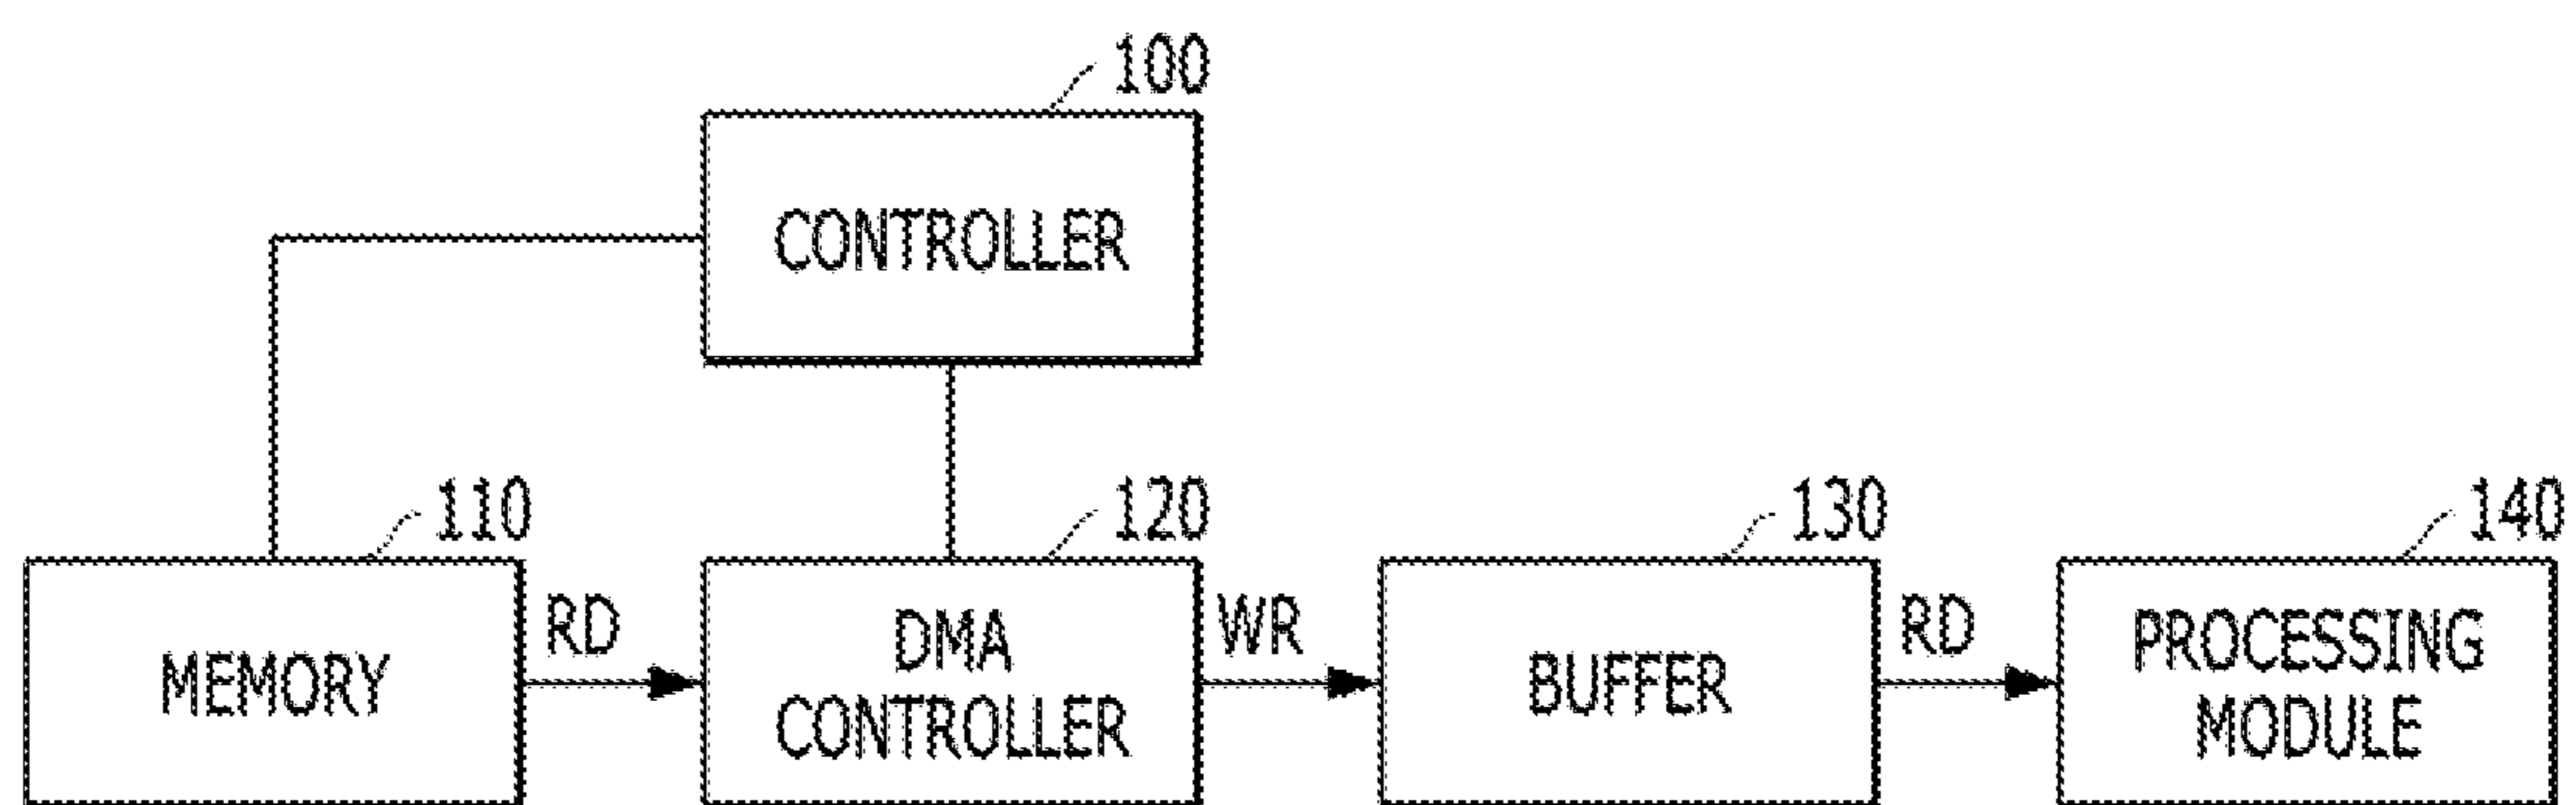 100
CONTROLLER
110
120
130
140
MEMORY
RD
DMA
CONTROLLER
WR
BUFFER
RD
PROCESSING
MODULE